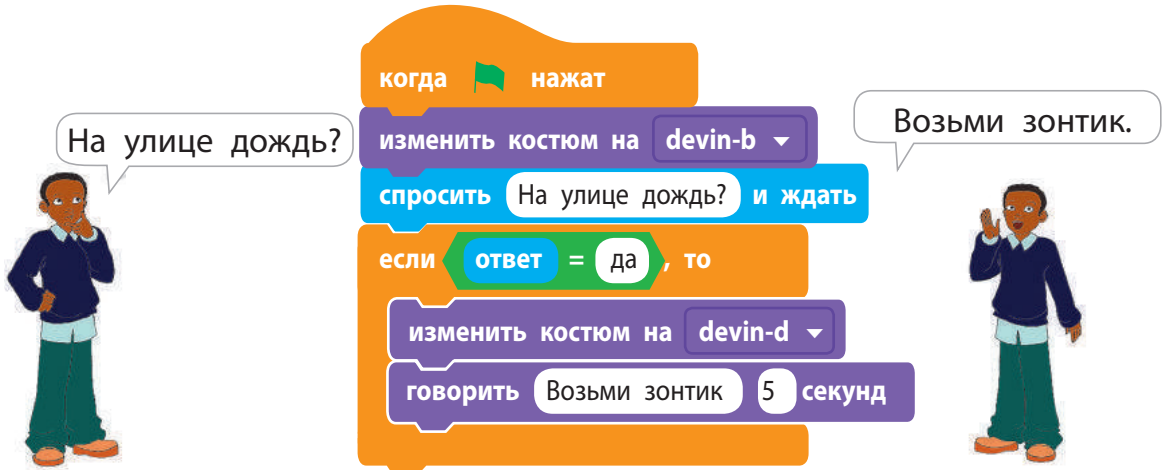 когда нажат
На улице дождь?
изменить костюм на devin-b
Возьми зонтик.
спросить На улице дождь? и ждать
если ответ = да , то
изменить костюм на devin-d
говорить Возьми зонтик 5 секунд